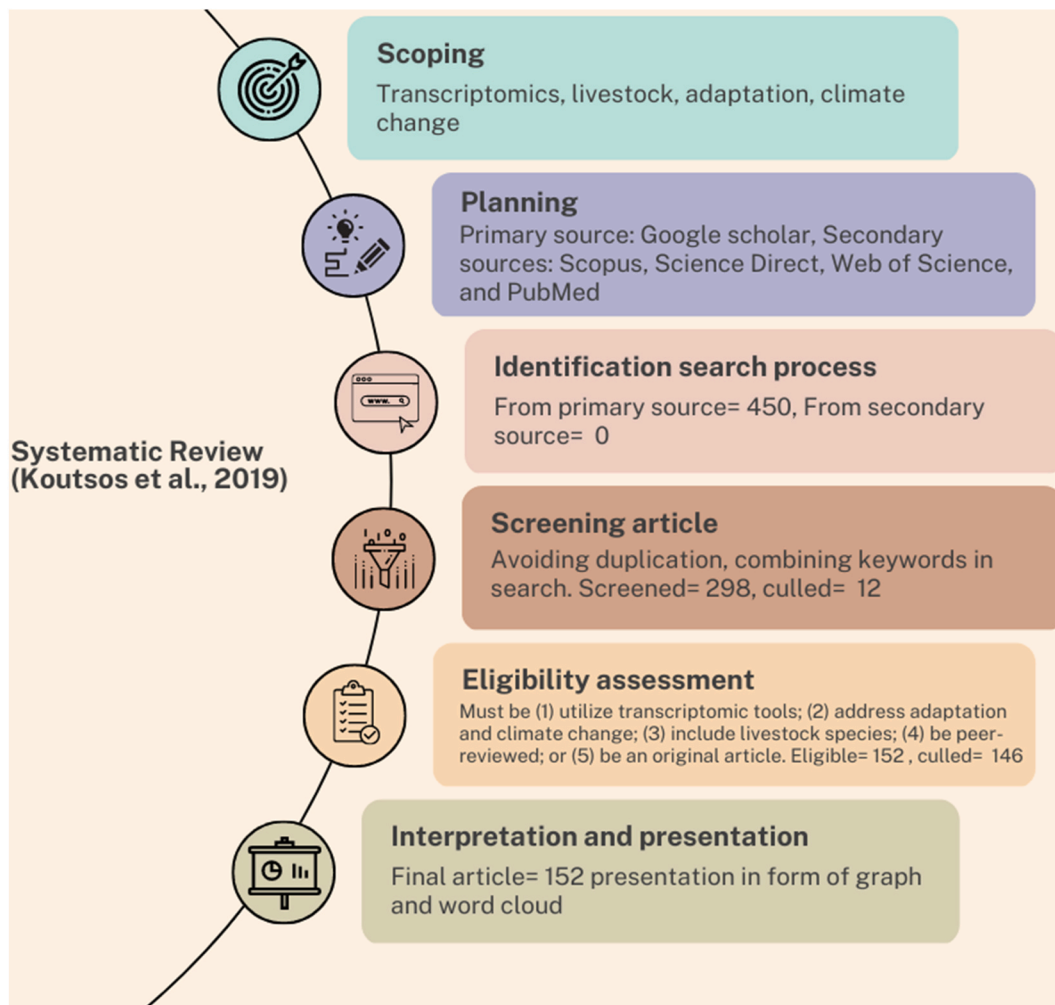 Scoping
Transcriptomics, livestock, adaptation, climate
change
Planning
Primary source: Google scholar, Secondary
sources: Scopus, Science Direct, Web of Science,
and PubMed
Identification search process
www.
From primary source= 450, From secondary
source= 0
Systematic Review
(Koutsos et al., 2019)
Screening article
Avoiding duplication, combining keywords in
search. Screened= 298, culled= 12
Eligibility assessment
Must be (1) utilize transcriptomic tools; (2) address adaptation
and climate change; (3) include livestock species; (4) be peer-
reviewed; or (5) be an original article. Eligible= 152 , culled= 146
Interpretation and presentation
Final article= 152 presentation in form of graph
and word cloud